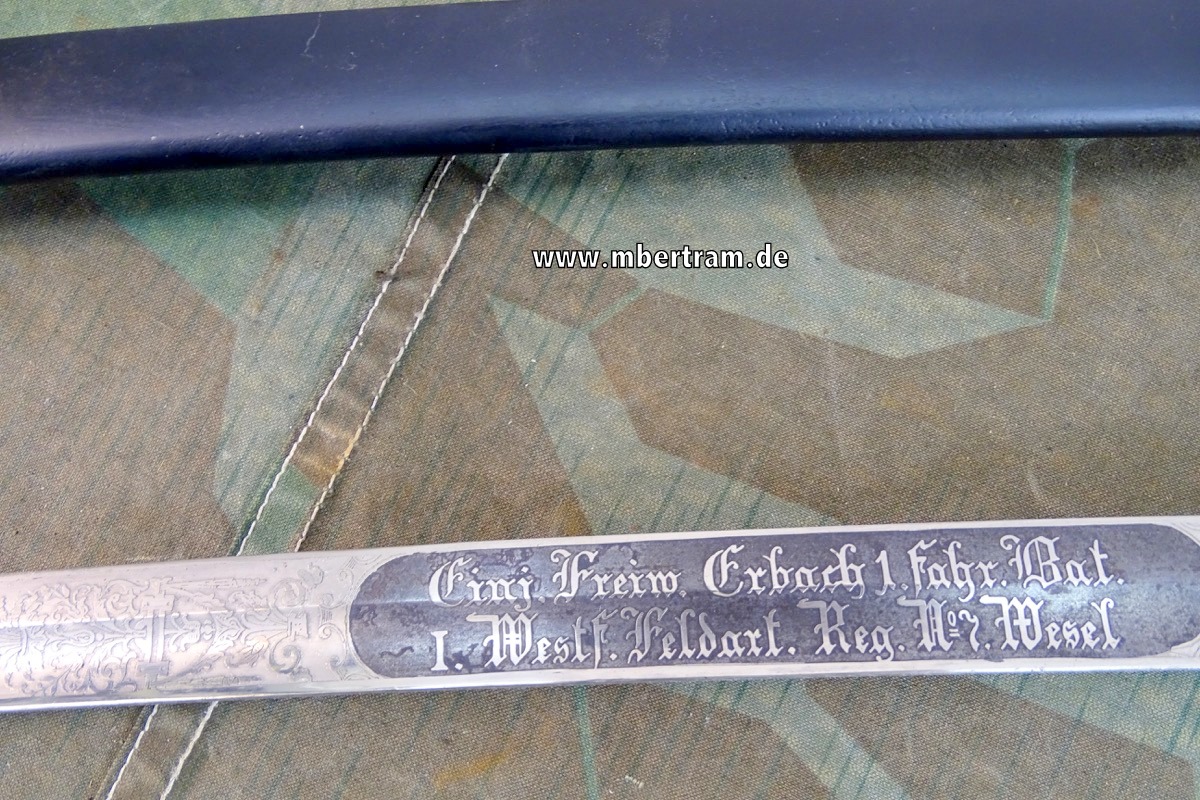 www.mbertram.de
Einj. Freiw. Erbach 1. fahr. Bat.
I. Westf. Feldart. Reg. Nº 7. Wesel